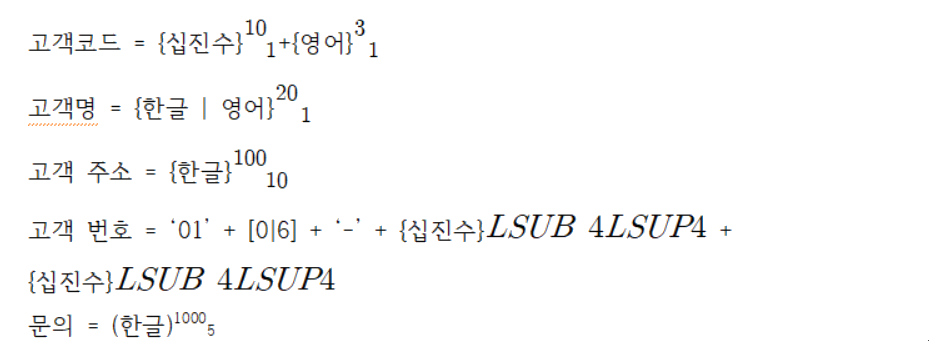 고객코드 = {십진수}¹⁰₁+{영어}³₁
고객명 = {한글 | 영어}²⁰₁
고객 주소 = {한글}¹⁰⁰₁₀
고객 번호 = ‘01’ + [0|6] + ‘-’ + {십진수}LSUB 4LSUP4 +
{십진수}LSUB 4LSUP4
문의 = (한글)¹⁰⁰⁰₅